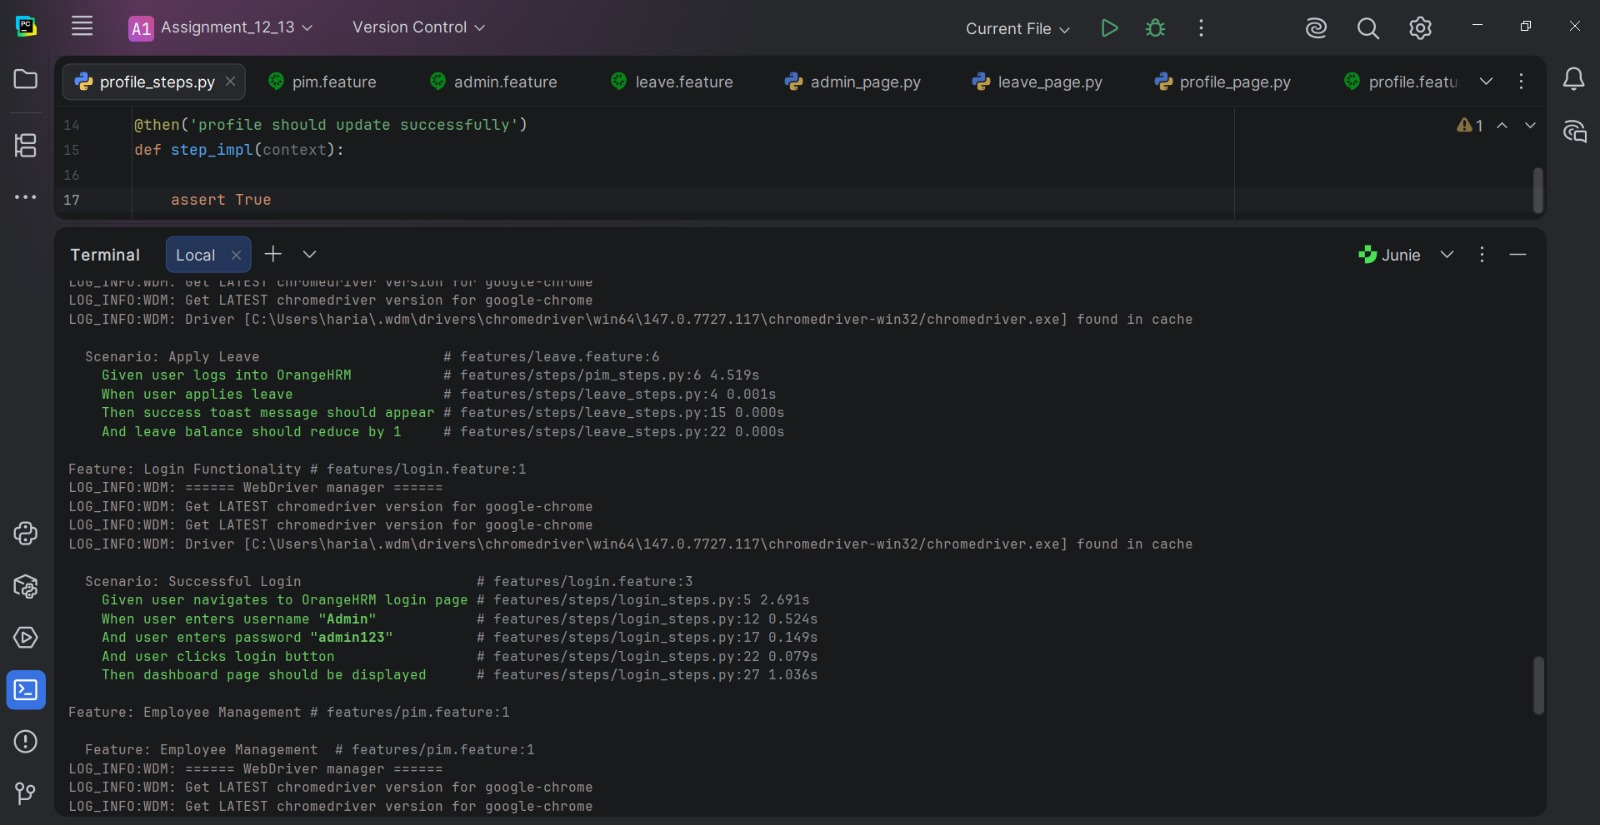 PC
A1 Assignment_12_13
Version Control
Current File
profile_steps.py
pim.feature
admin.feature
leave.feature
admin_page.py
leave_page.py
profile_page.py
profile.featu
14 @then('profile should update successfully')
1
15 def step_impl(context):
16
17 assert True
Terminal
Local
Junie
LOG_INFO:WDM: Get LATEST chromedriver version for google-chrome
LOG_INFO:WDM: Get LATEST chromedriver version for google-chrome
LOG_INFO:WDM: Driver [C:\Users\haria\.wdm\drivers\chromedriver\win64\147.0.7727.117\chromedriver-win32/chromedriver.exe] found in cache
Scenario: Apply Leave # features/leave.feature:6
Given user logs into OrangeHRM # features/steps/pim_steps.py:6 4.519s
When user applies leave # features/steps/leave_steps.py:4 0.001s
Then success toast message should appear # features/steps/leave_steps.py:15 0.000s
And leave balance should reduce by 1 # features/steps/leave_steps.py:22 0.000s
Feature: Login Functionality # features/login.feature:1
LOG_INFO:WDM: ====== WebDriver manager ======
LOG_INFO:WDM: Get LATEST chromedriver version for google-chrome
LOG_INFO:WDM: Get LATEST chromedriver version for google-chrome
LOG_INFO:WDM: Driver [C:\Users\haria\.wdm\drivers\chromedriver\win64\147.0.7727.117\chromedriver-win32/chromedriver.exe] found in cache
Scenario: Successful Login # features/login.feature:3
Given user navigates to OrangeHRM login page # features/steps/login_steps.py:5 2.691s
When user enters username "Admin" # features/steps/login_steps.py:12 0.524s
And user enters password "admin123" # features/steps/login_steps.py:17 0.149s
And user clicks login button # features/steps/login_steps.py:22 0.079s
Then dashboard page should be displayed # features/steps/login_steps.py:27 1.036s
Feature: Employee Management # features/pim.feature:1
Feature: Employee Management # features/pim.feature:1
LOG_INFO:WDM: ====== WebDriver manager ======
LOG_INFO:WDM: Get LATEST chromedriver version for google-chrome
LOG_INFO:WDM: Get LATEST chromedriver version for google-chrome